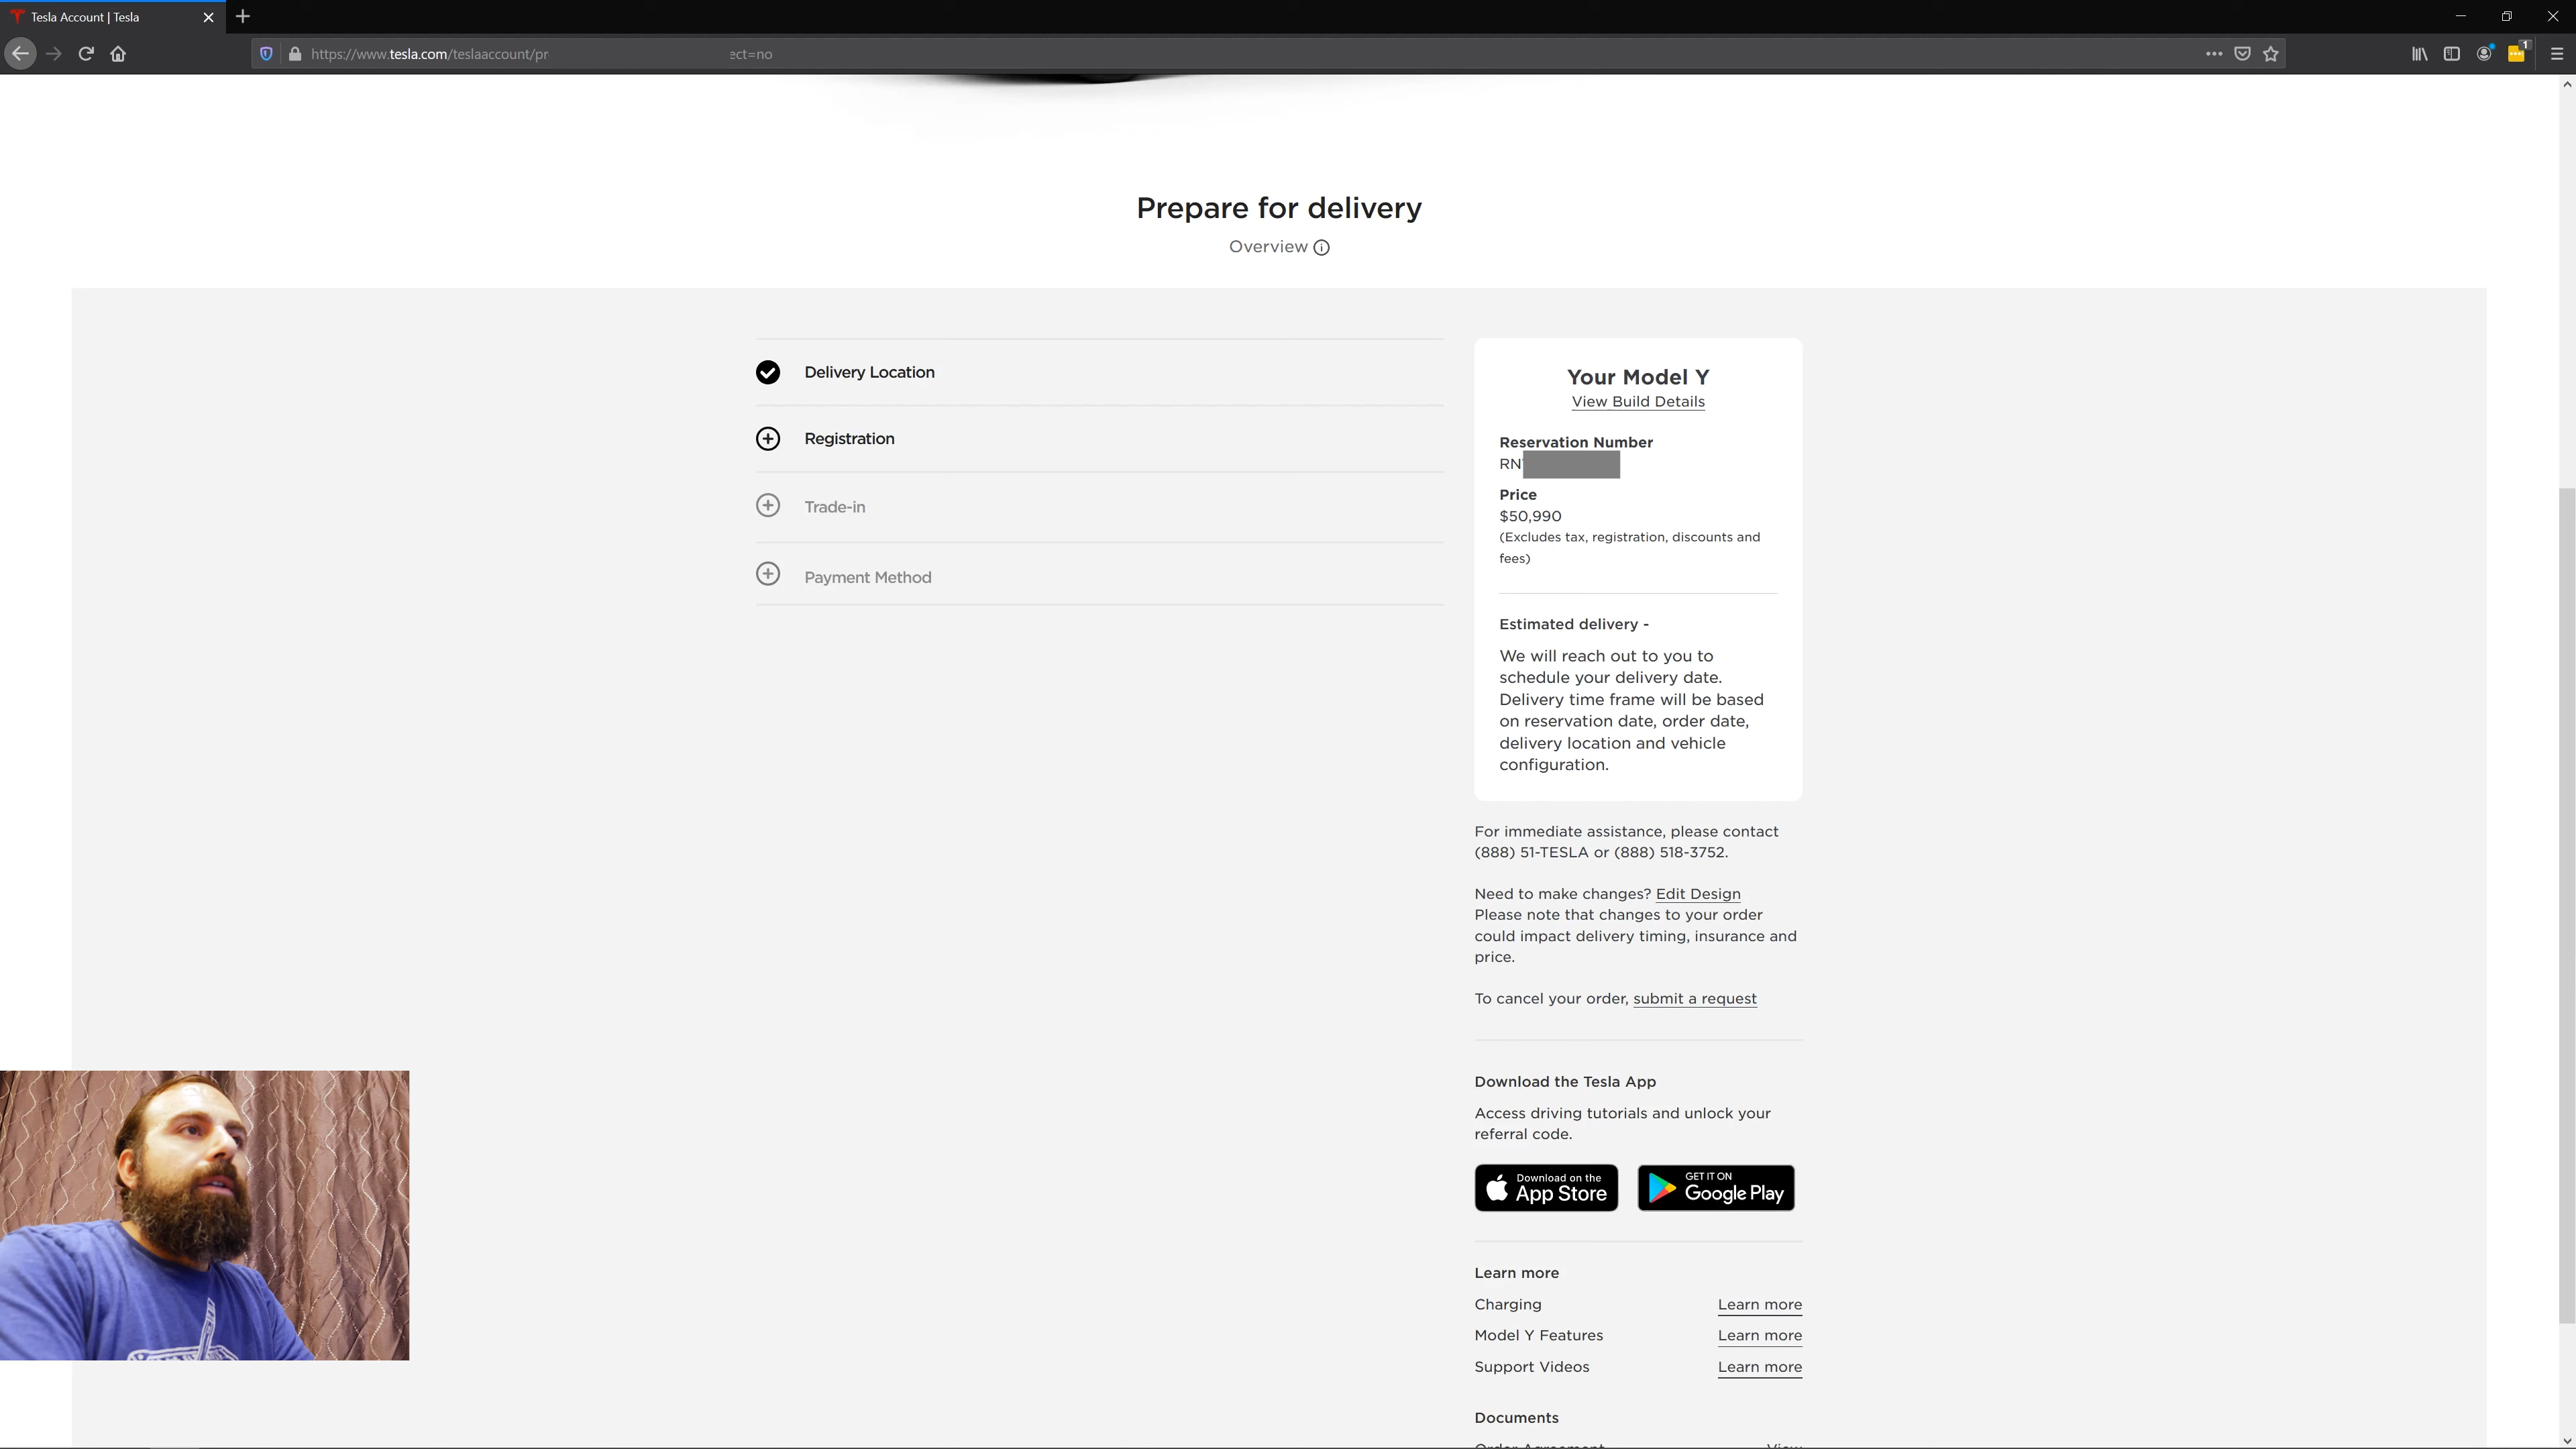 Tesla Account | Tesla
https://www.tesla.com/teslaaccount/pr
ect=no
1
Prepare for delivery
Overview
Delivery Location
Registration
Trade-in
Payment Method
Your Model Y
View Build Details
Reservation Number
RN
Price
$50,990
(Excludes tax, registration, discounts and
fees)
Estimated delivery -
We will reach out to you to
schedule your delivery date.
Delivery time frame will be based
on reservation date, order date,
delivery location and vehicle
configuration.
For immediate assistance, please contact
(888) 51-TESLA or (888) 518-3752.
Need to make changes? Edit Design
Please note that changes to your order
could impact delivery timing, insurance and
price.
To cancel your order, submit a request
Download the Tesla App
Access driving tutorials and unlock your
referral code.
Download on the
App Store
GET IT ON
Google Play
Learn more
Charging Learn more
Model Y Features Learn more
Support Videos Learn more
Documents
Order Agreement View